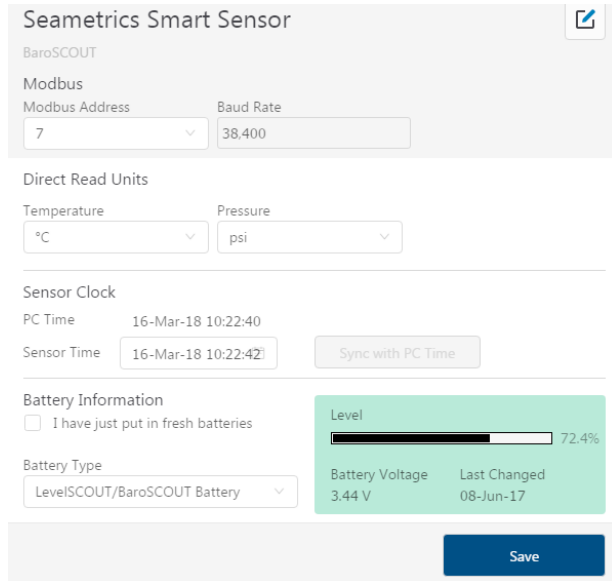 Seametrics Smart Sensor
BaroSCOUT
Modbus
Modbus Address Baud Rate
7 38,400
Direct Read Units
Temperature Pressure
°C psi
Sensor Clock
PC Time 16-Mar-18 10:22:40
Sensor Time 16-Mar-18 10:22:42 Sync with PC Time
Battery Information
I have just put in fresh batteries
Battery Type
LevelSCOUT/BaroSCOUT Battery
Level
72.4%
Battery Voltage Last Changed
3.44 V 08-Jun-17
Save